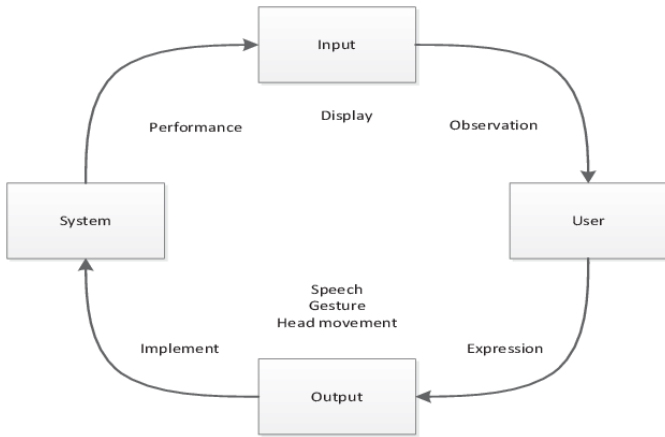 Input
Display
Performance
Observation
System
User
Speech
Gesture
Head movement
Implement
Expression
Output